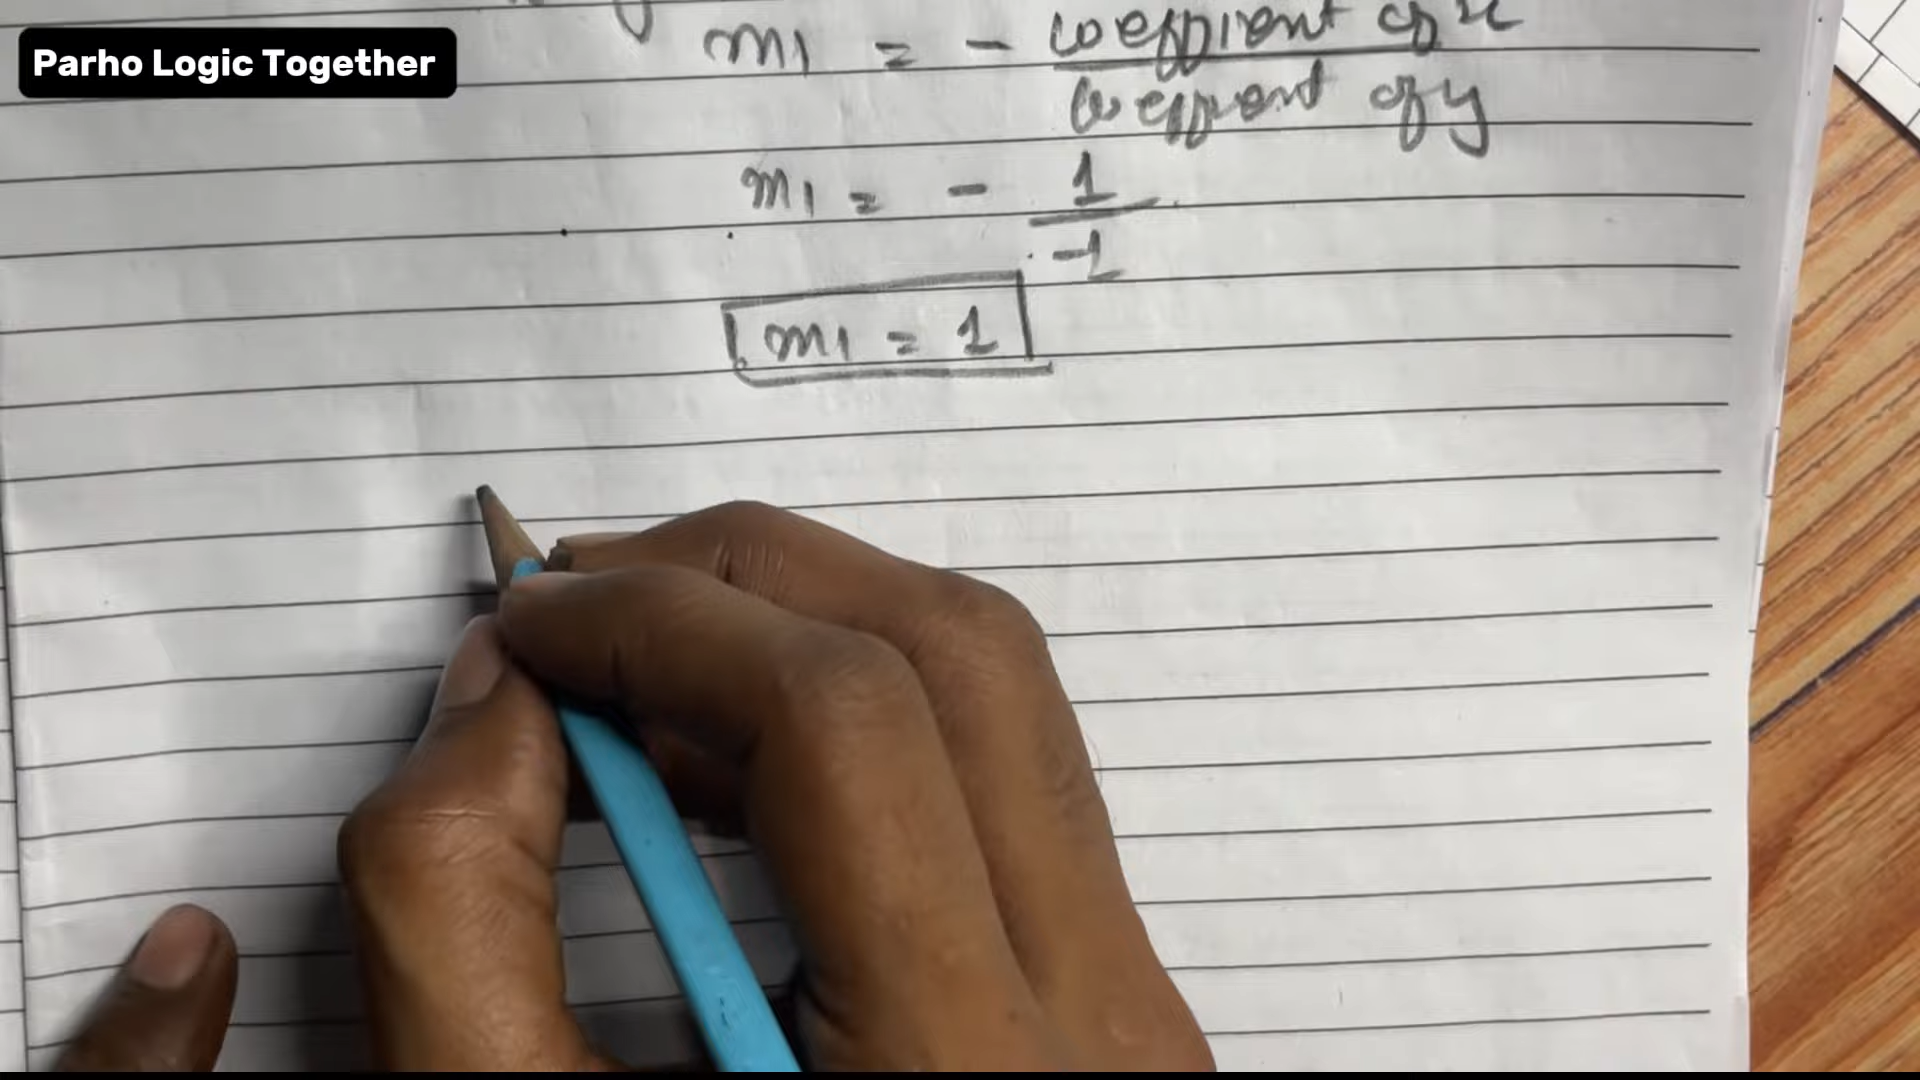 Parho Logic Together
m1 = - coeffient of x
coeffient of y
m1 = - 1
-1
m1 = 1